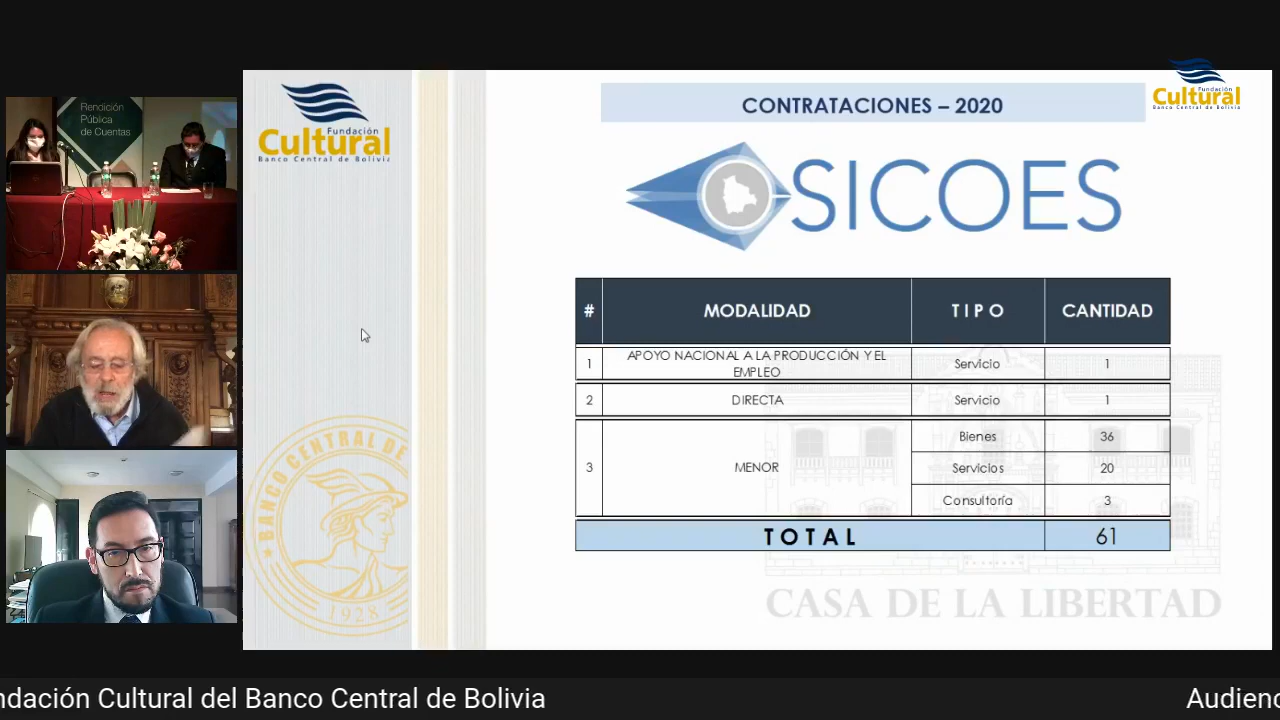 Rendición
Pública
de Cuentas
Fundación
Cultural
Banco Central de Bolivia
CONTRATACIONES – 2020
Fundación
Cultural
Banco Central de Bolivia
SICOES
# MODALIDAD TIPO CANTIDAD
1 APOYO NACIONAL A LA PRODUCCIÓN Y EL
EMPLEO Servicio 1
2 DIRECTA Servicio 1
3 MENOR Bienes 36
Servicios 20
Consultoría 3
TOTAL 61
BANCO CENTRAL DE
1928
CASA DE LA LIBERTAD
ndación Cultural del Banco Central de Bolivia
Audienc